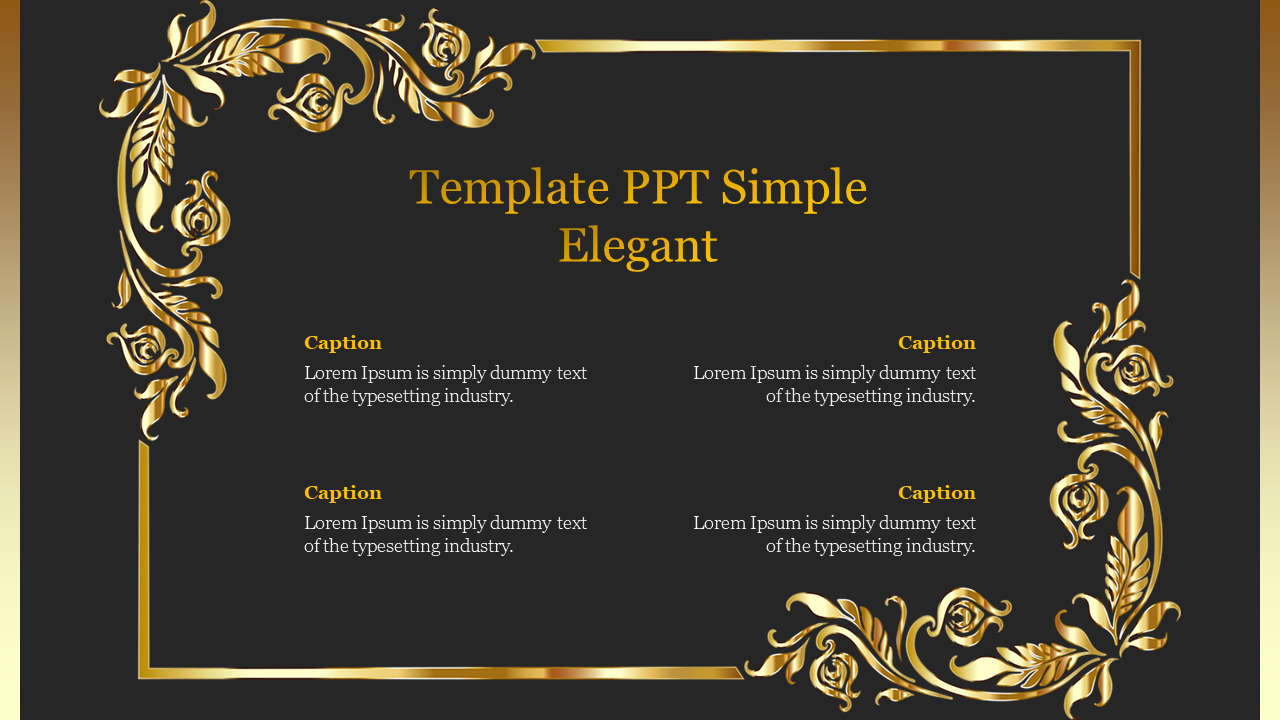 Template PPT Simple
Elegant
Caption
Lorem Ipsum is simply dummy text
of the typesetting industry.
Caption
Lorem Ipsum is simply dummy text
of the typesetting industry.
Caption
Lorem Ipsum is simply dummy text
of the typesetting industry.
Caption
Lorem Ipsum is simply dummy text
of the typesetting industry.